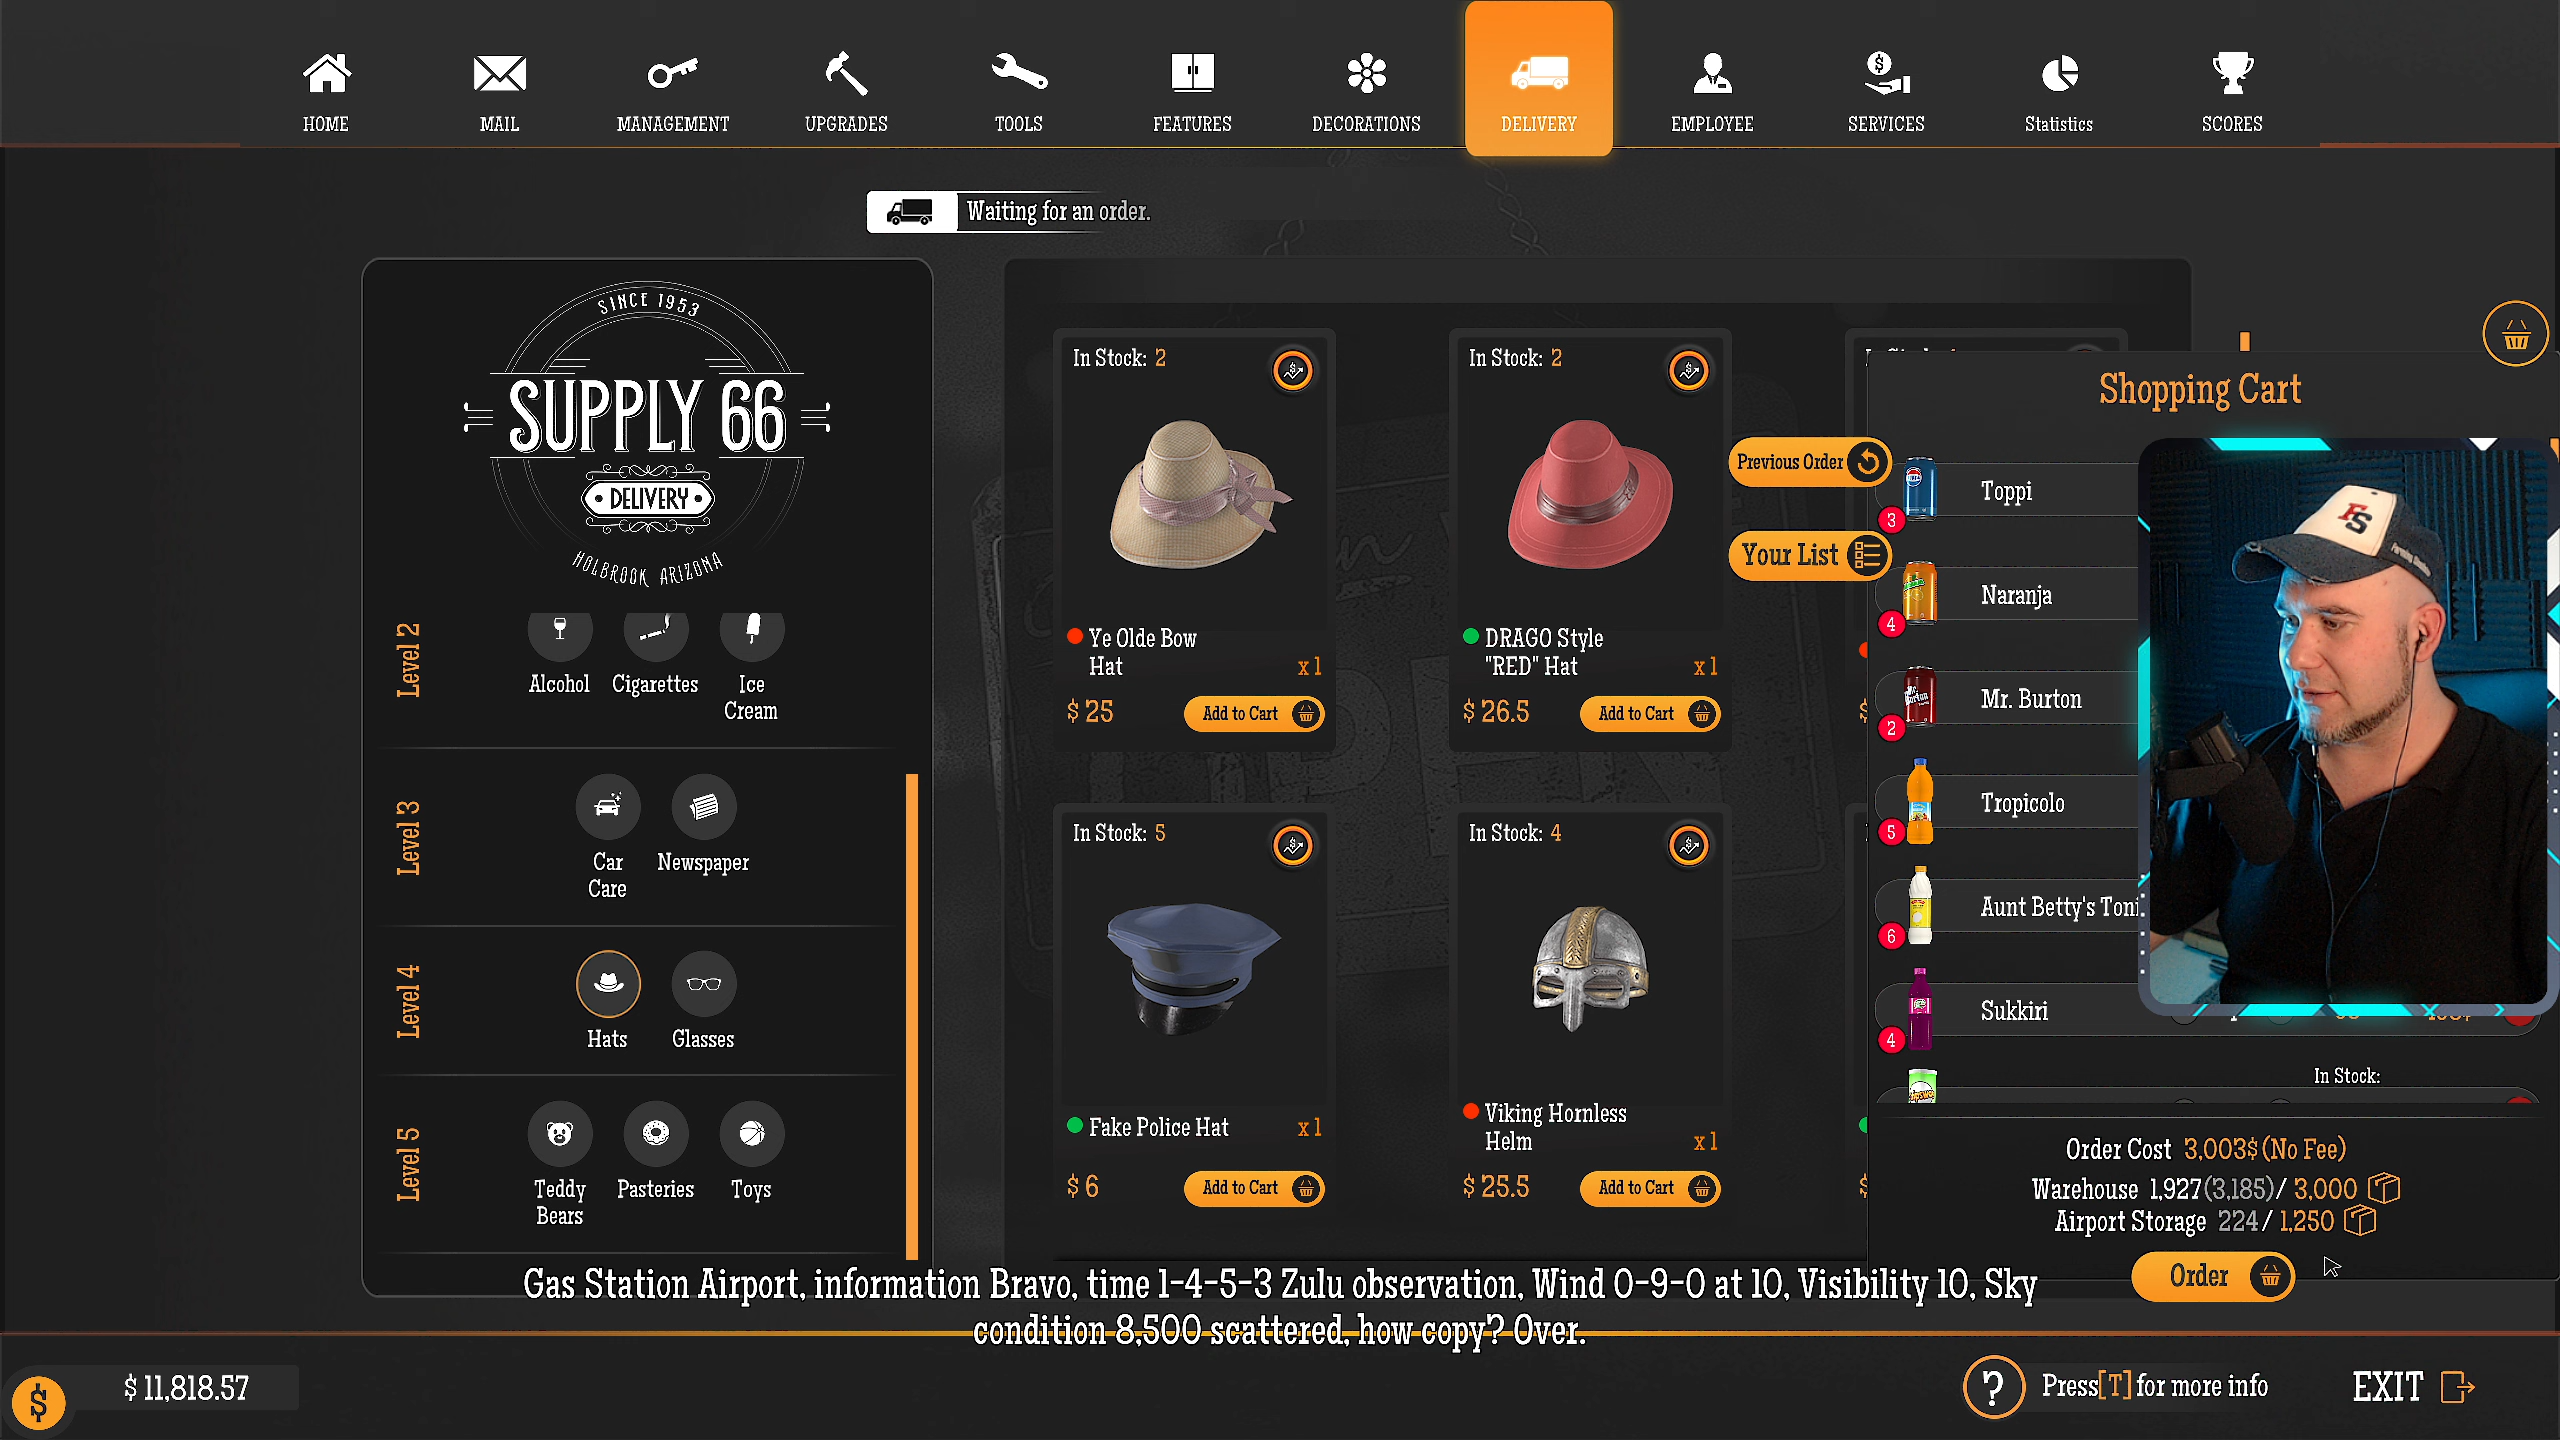 HOME
MAIL
MANAGEMENT
UPGRADES
TOOLS
FEATURES
DECORATIONS
DELIVERY
EMPLOYEE
SERVICES
Statistics
SCORES
Waiting for an order.
SINCE 1953
SUPPLY 66
DELIVERY
HOLBROOK ARIZONA
Level 2
Alcohol
Cigarettes
Ice
Cream
Level 3
Car
Care
Newspaper
Level 4
Hats
Glasses
Level 5
Teddy
Bears
Pasteries
Toys
In Stock: 2
Ye Olde Bow
Hat
x1
$ 25
Add to Cart
In Stock: 2
DRAGO Style
"RED" Hat
x1
$ 26.5
Add to Cart
In Stock: 5
Fake Police Hat
x1
$ 6
Add to Cart
In Stock: 4
Viking Hornless
Helm
x1
$ 25.5
Add to Cart
Previous Order
Your List
Shopping Cart
3
Toppi
4
Naranja
2
Mr. Burton
5
Tropicolo
6
Aunt Betty's Toni
4
Sukkiri
FS
In Stock:
Order Cost 3,003$(No Fee)
Warehouse 1,927(3,185)/ 3,000
Airport Storage 224/ 1,250
Order
Gas Station Airport, information Bravo, time 1-4-5-3 Zulu observation, Wind 0-9-0 at 10, Visibility 10, Sky
condition 8,500 scattered, how copy? Over.
$ 11,818.57
Press[T]for more info
EXIT